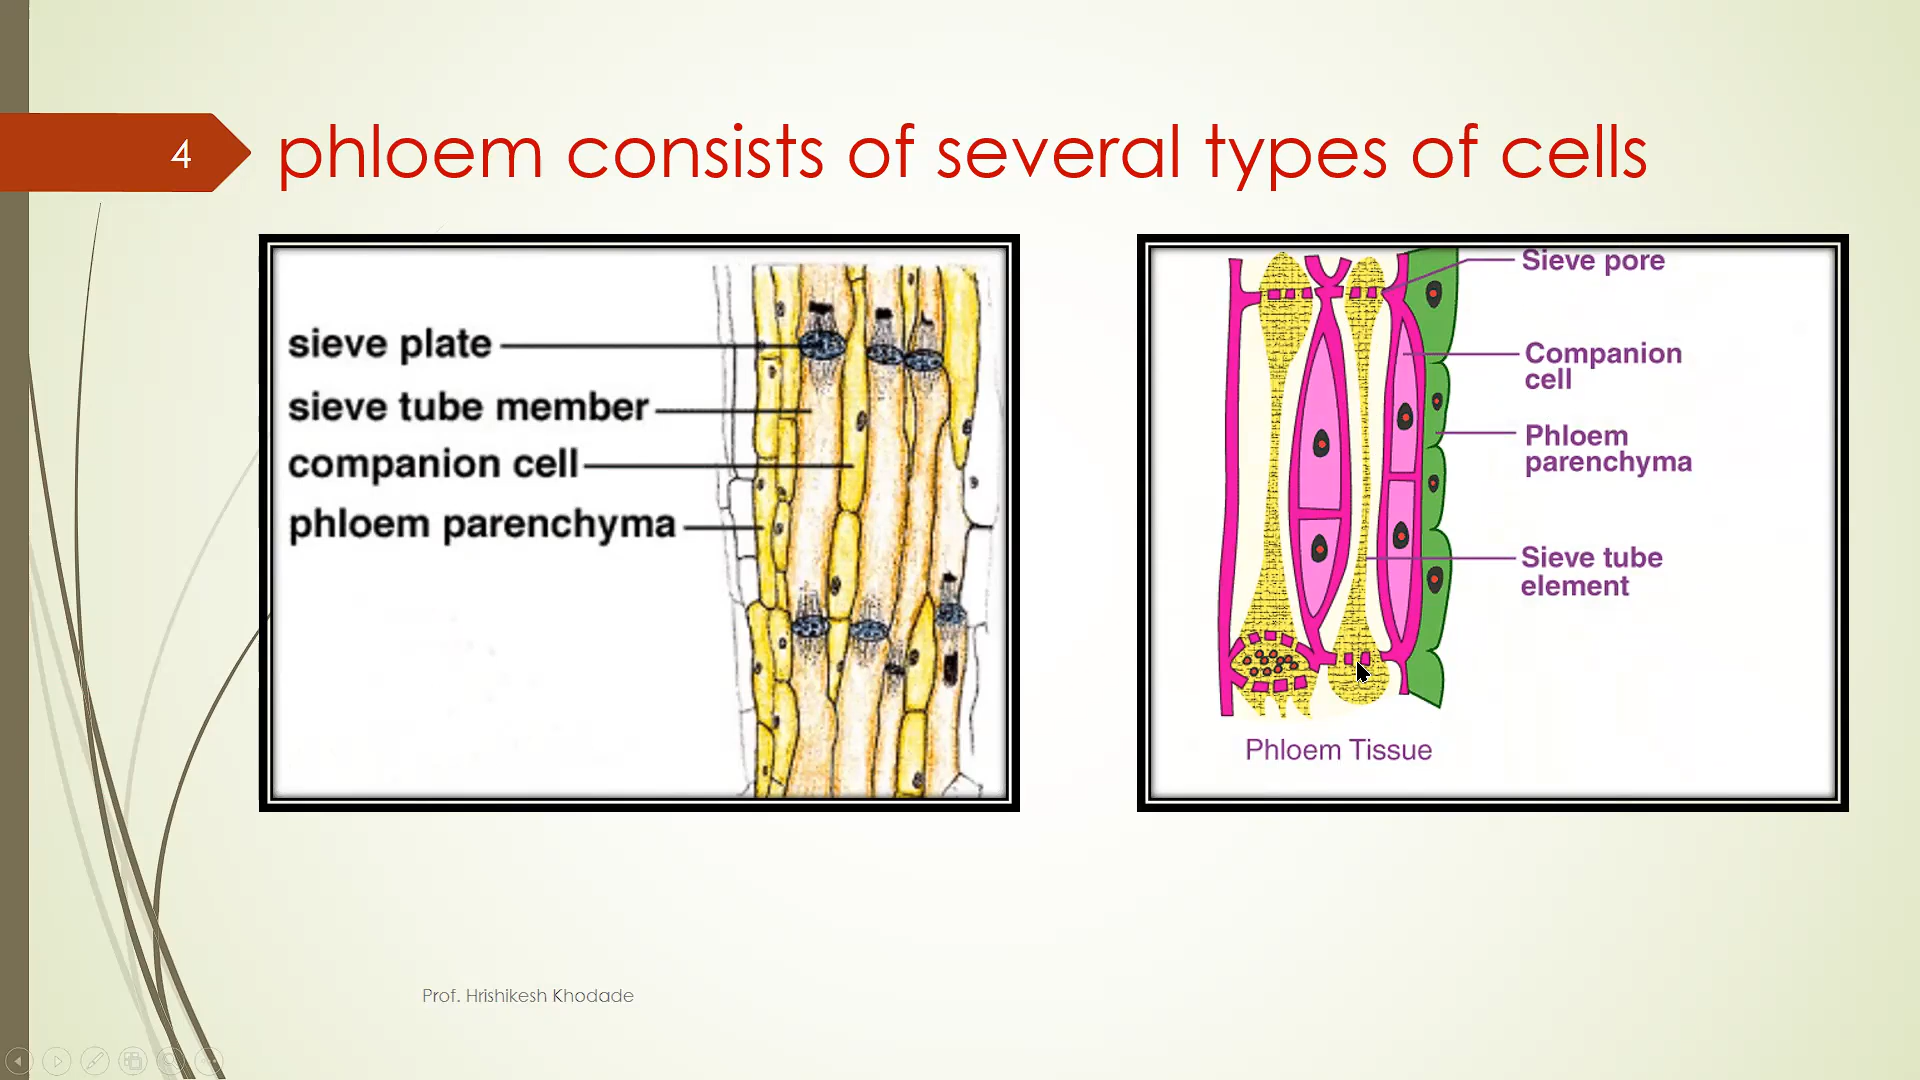 4
phloem consists of several types of cells
sieve plate
sieve tube member
companion cell
phloem parenchyma
Sieve pore
Companion
cell
Phloem
parenchyma
Sieve tube
element
Phloem Tissue
Prof. Hrishikesh Khodade